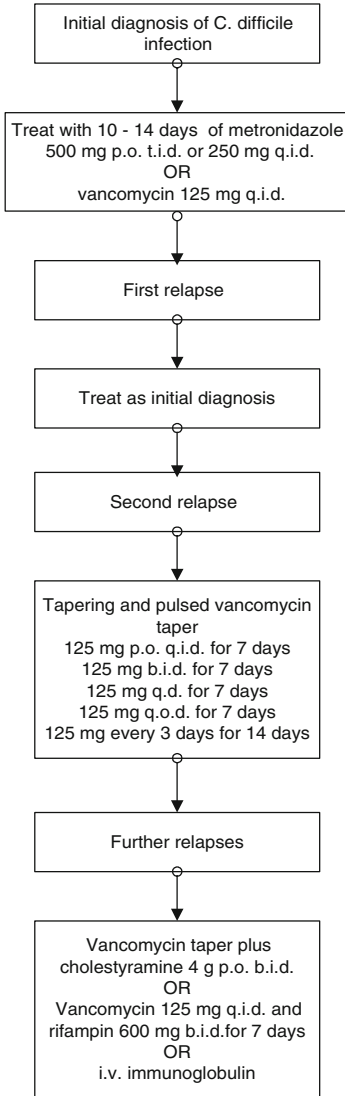 Initial diagnosis of C. difficile
infection
Treat with 10 - 14 days of metronidazole
500 mg p.o. t.i.d. or 250 mg q.i.d.
OR
vancomycin 125 mg q.i.d.
First relapse
Treat as initial diagnosis
Second relapse
Tapering and pulsed vancomycin
taper
125 mg p.o. q.i.d. for 7 days
125 mg b.i.d. for 7 days
125 mg q.d. for 7 days
125 mg q.o.d. for 7 days
125 mg every 3 days for 14 days
Further relapses
Vancomycin taper plus
cholestyramine 4 g p.o. b.i.d.
OR
Vancomycin 125 mg q.i.d. and
rifampin 600 mg b.i.d.for 7 days
OR
i.v. immunoglobulin